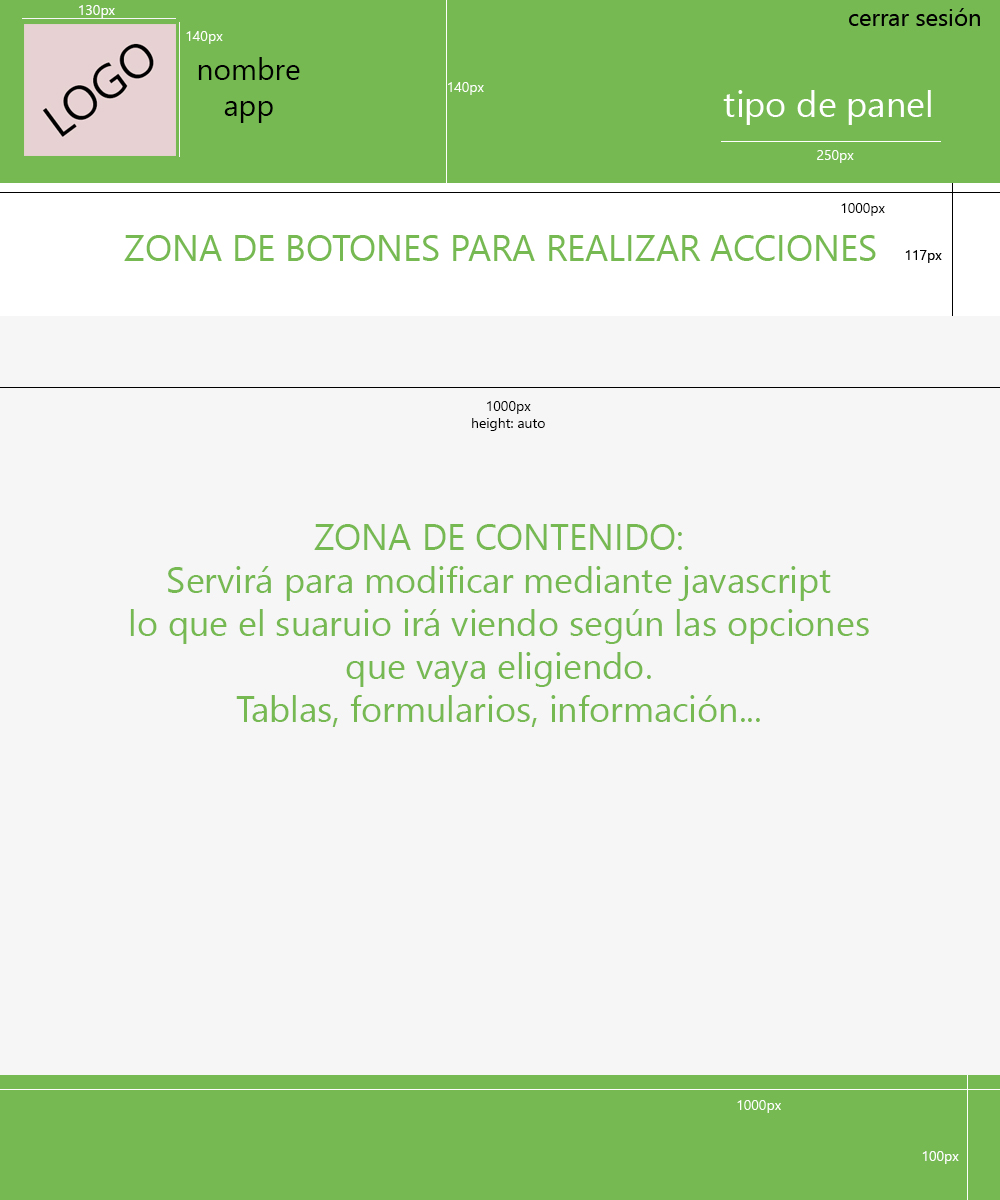 130px
cerrar sesión
140px
LOGO
nombre
app
140px
tipo de panel
250px
1000px
ZONA DE BOTONES PARA REALIZAR ACCIONES
117px
1000px
height: auto
ZONA DE CONTENIDO:
Servirá para modificar mediante javascript
lo que el suaruio irá viendo según las opciones
que vaya eligiendo.
Tablas, formularios, información...
1000px
100px